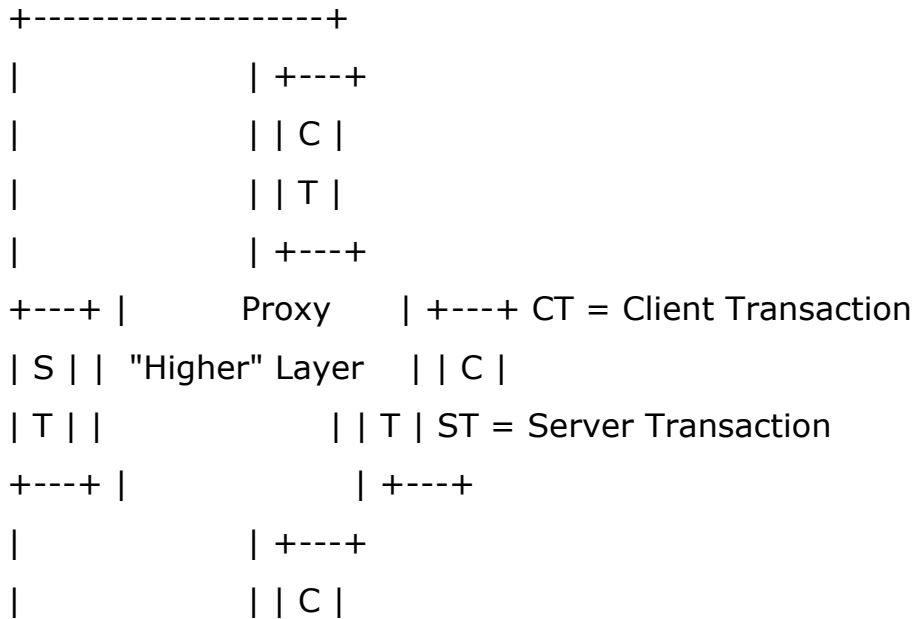 +--------------------+
| | +---+
| | | C |
| | | T |
| | +---+
+---+ | Proxy | +---+ CT = Client Transaction
| S | | "Higher" Layer | | C |
| T | | | | T | ST = Server Transaction
+---+ | | +---+
| | +---+
| | | C |